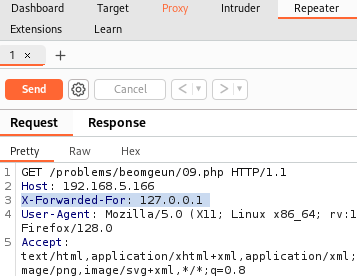 Dashboard Target Proxy Intruder Repeater
Extensions Learn
1 × +
Send Cancel < >
Request Response
Pretty Raw Hex
1 GET /problems/beomgeun/09.php HTTP/1.1
2 Host: 192.168.5.166
3 X-Forwarded-For: 127.0.0.1
4 User-Agent: Mozilla/5.0 (X11; Linux x86_64; rv:1
Firefox/128.0
5 Accept:
text/html,application/xhtml+xml,application/xml;
mage/png,image/svg+xml,*/*;q=0.8